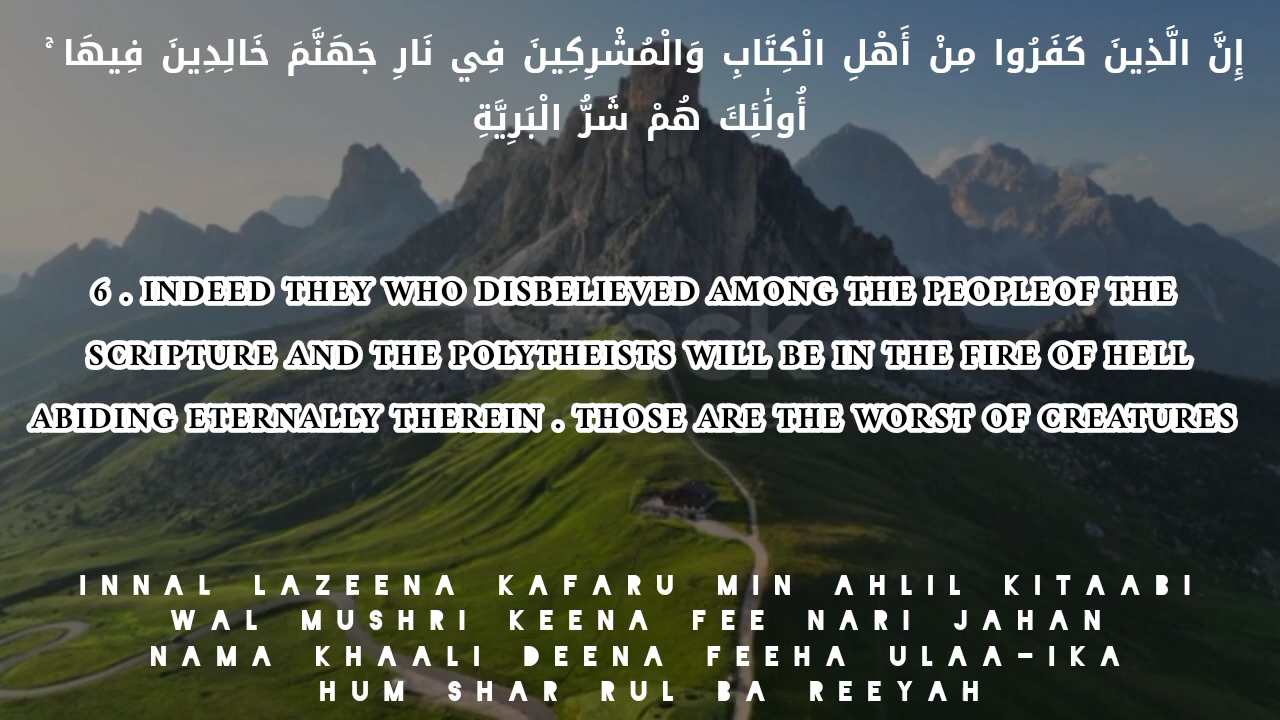 إِنَّ الَّذِينَ كَفَرُوا مِنْ أَهْلِ الْكِتَابِ وَالْمُشْرِكِينَ فِي نَارِ جَهَنَّمَ خَالِدِينَ فِيهَا ۚ
أُولَٰئِكَ هُمْ شَرُّ الْبَرِيَّةِ
6 . INDEED THEY WHO DISBELIEVED AMONG THE PEOPLEOF THE
SCRIPTURE AND THE POLYTHEISTS WILL BE IN THE FIRE OF HELL
ABIDING ETERNALLY THEREIN . THOSE ARE THE WORST OF CREATURES
iStock
INNAL LAZEENA KAFARU MIN AHLIL KITAABI
WAL MUSHRI KEENA FEE NARI JAHAN
NAMA KHAALI DEENA FEEHA ULAA-IKA
HUM SHAR RUL BA REEYAH